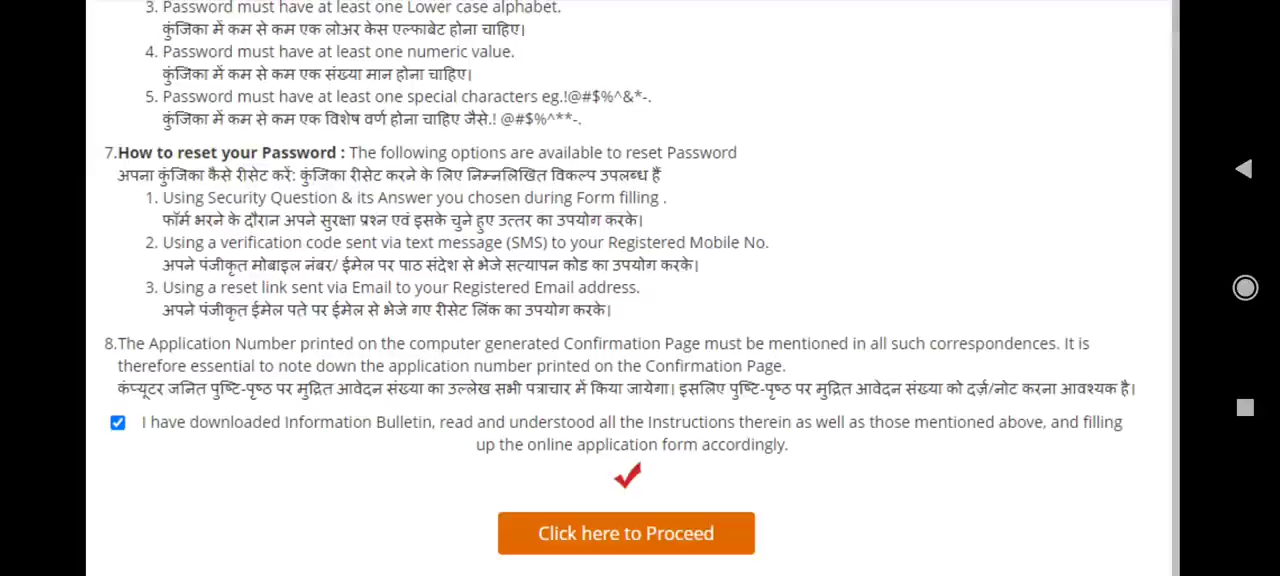 3. Password must have at least one Lower case alphabet.
कुंजिका में कम से कम एक लोअर केस एल्फाबेट होना चाहिए।
4. Password must have at least one numeric value.
कुंजिका में कम से कम एक संख्या मान होना चाहिए।
5. Password must have at least one special characters eg.!@#$%^&*-.
कुंजिका में कम से कम एक विशेष वर्ण होना चाहिए जैसे.! @#$%^**-.
7.How to reset your Password : The following options are available to reset Password
अपना कुंजिका कैसे रीसेट करें: कुंजिका रीसेट करने के लिए निम्नलिखित विकल्प उपलब्ध हैं
1. Using Security Question & its Answer you chosen during Form filling .
फॉर्म भरने के दौरान अपने सुरक्षा प्रश्न एवं इसके चुने हुए उत्तर का उपयोग करके।
2. Using a verification code sent via text message (SMS) to your Registered Mobile No.
अपने पंजीकृत मोबाइल नंबर/ ईमेल पर पाठ संदेश से भेजे सत्यापन कोड का उपयोग करके।
3. Using a reset link sent via Email to your Registered Email address.
अपने पंजीकृत ईमेल पते पर ईमेल से भेजे गए रीसेट लिंक का उपयोग करके।
8.The Application Number printed on the computer generated Confirmation Page must be mentioned in all such correspondences. It is
therefore essential to note down the application number printed on the Confirmation Page.
कंप्यूटर जनित पुष्टि-पृष्ठ पर मुद्रित आवेदन संख्या का उल्लेख सभी पत्राचार में किया जायेगा। इसलिए पुष्टि-पृष्ठ पर मुद्रित आवेदन संख्या को दर्ज़/नोट करना आवश्यक है।
I have downloaded Information Bulletin, read and understood all the Instructions therein as well as those mentioned above, and filling
up the online application form accordingly.
Click here to Proceed